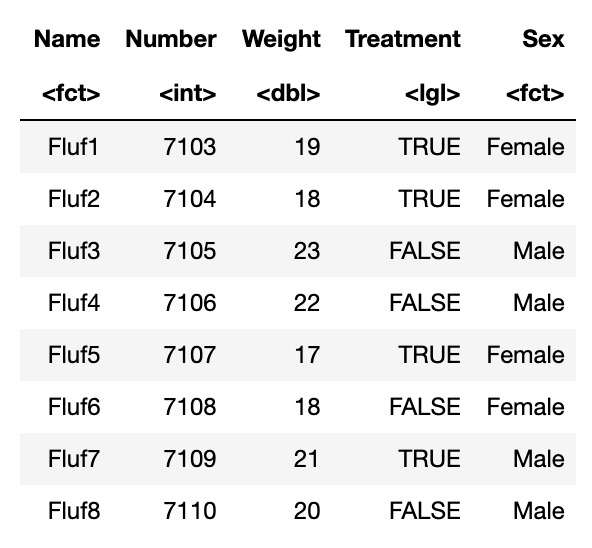 Name Number Weight Treatment Sex
<fct> <int> <dbl> <lgl> <fct>
Fluf1 7103 19 TRUE Female
Fluf2 7104 18 TRUE Female
Fluf3 7105 23 FALSE Male
Fluf4 7106 22 FALSE Male
Fluf5 7107 17 TRUE Female
Fluf6 7108 18 FALSE Female
Fluf7 7109 21 TRUE Male
Fluf8 7110 20 FALSE Male